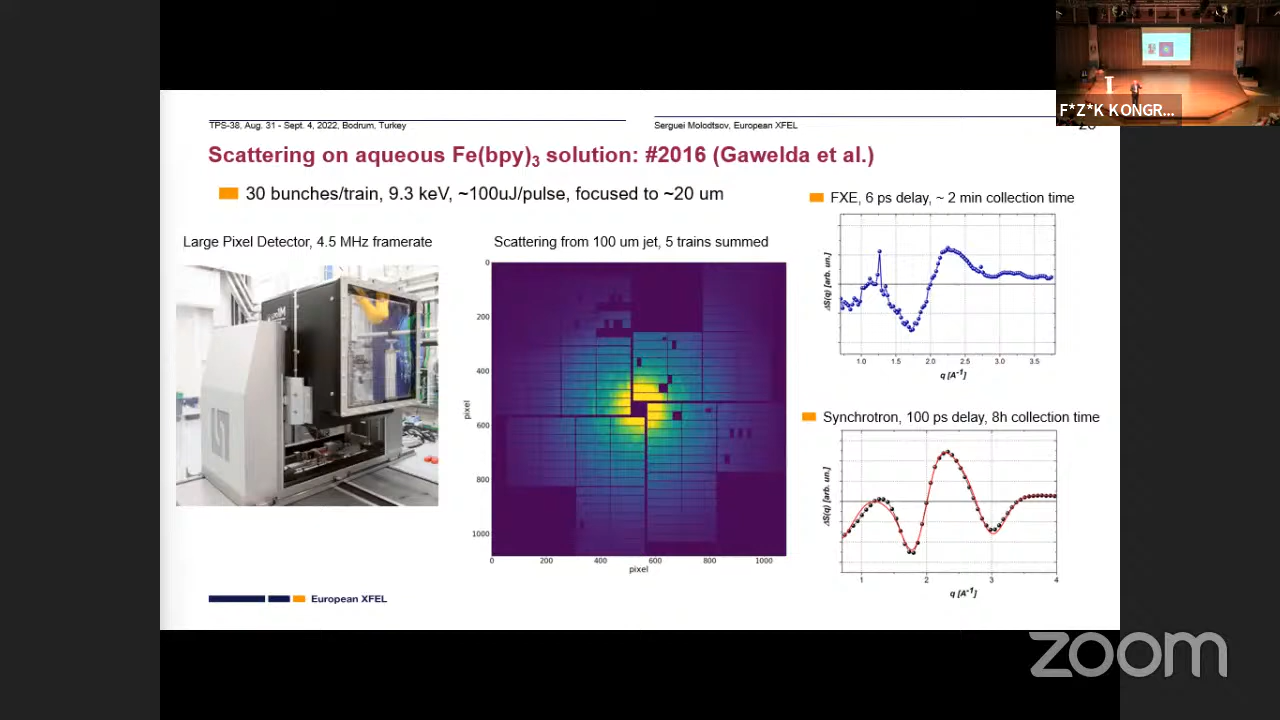 F*Z*K KONGR...
TPS-38, Aug. 31 - Sept. 4, 2022, Bodrum, Turkey
Serguei Molodtsov, European XFEL
Scattering on aqueous Fe(bpy)3 solution: #2016 (Gawelda et al.)
30 bunches/train, 9.3 keV, ~100uJ/pulse, focused to ~20 um
FXE, 6 ps delay, ~ 2 min collection time
Large Pixel Detector, 4.5 MHz framerate
Scattering from 100 um jet, 5 trains summed
0
200
400
600
800
1000
pixel
0 200 400 600 800 1000
pixel
ΔS(q) [arb. un.]
1.0 1.5 2.0 2.5 3.0 3.5
q [A-1]
Synchrotron, 100 ps delay, 8h collection time
ΔS(q) [arb. un.]
1 2 3 4
q [A-1]
European XFEL
zoom